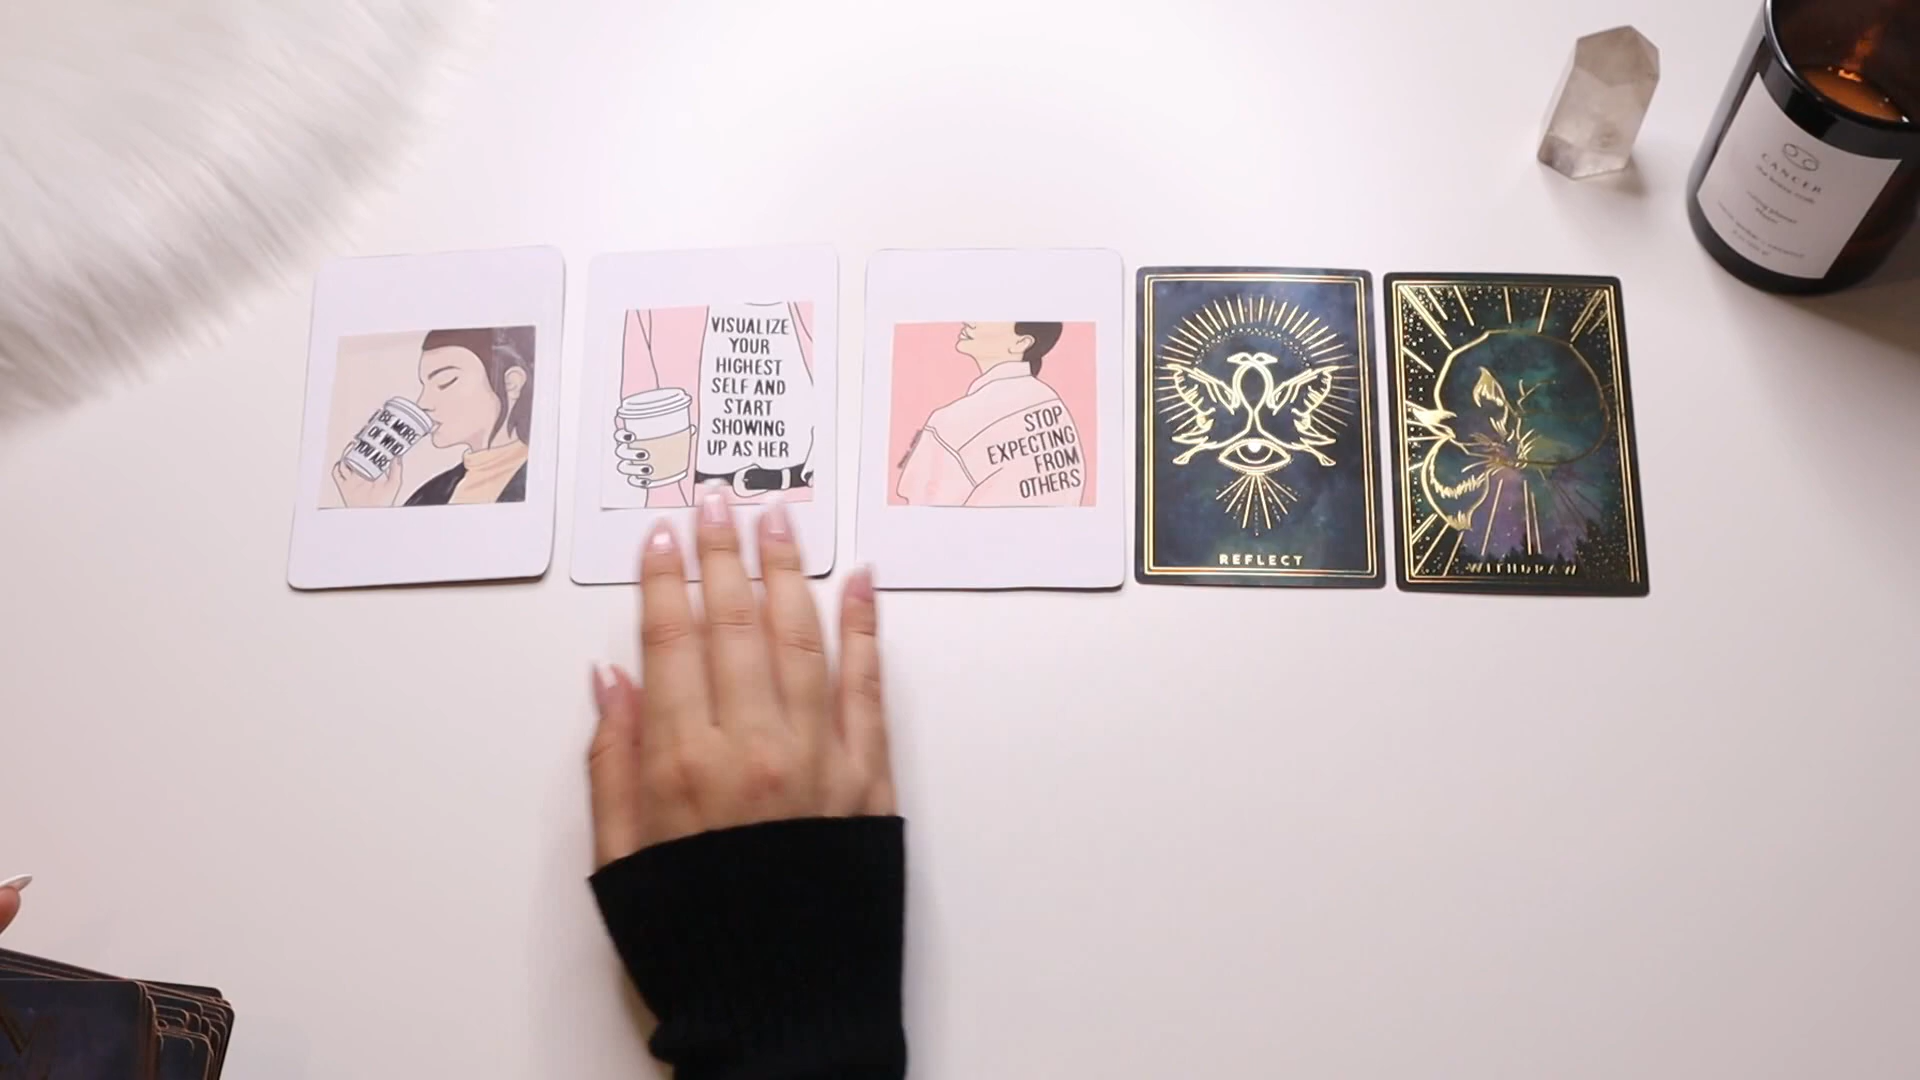 BE MORE
OF WHO
YOU ARE
VISUALIZE
YOUR
HIGHEST
SELF AND
START
SHOWING
UP AS HER
STOP
EXPECTING
FROM
OTHERS
REFLECT
WITHDRAW
CANCER